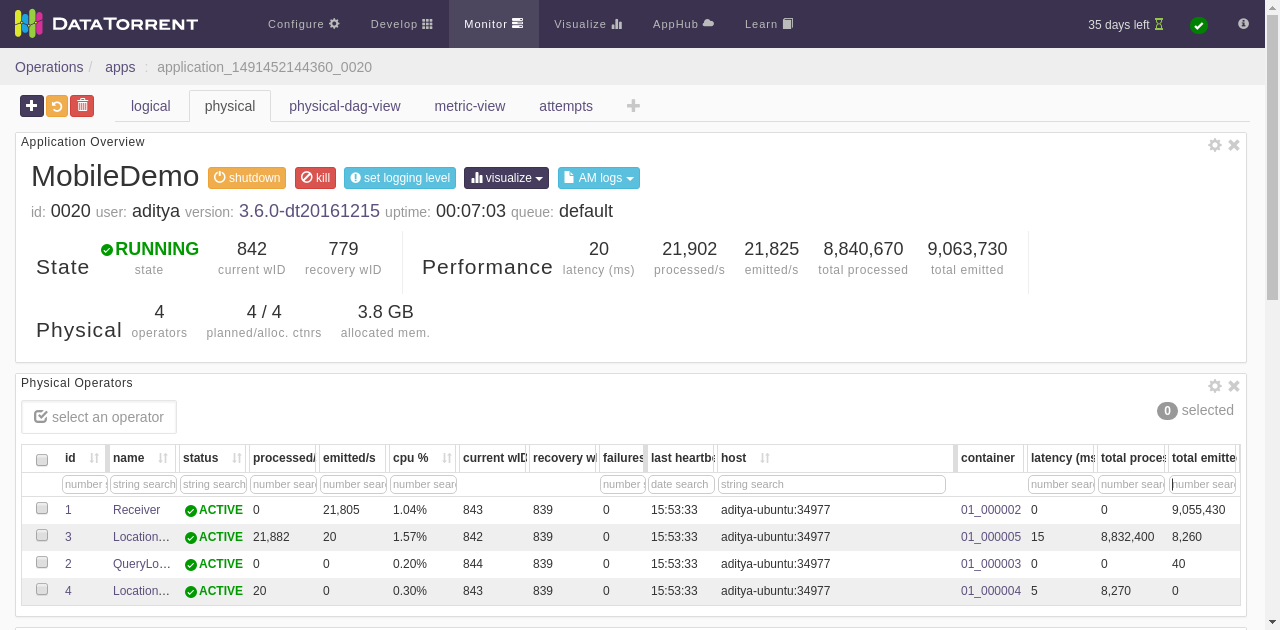 DATATORRENT Configure Develop Monitor Visualize AppHub Learn 35 days left
Operations / apps : application_1491452144360_0020
logical physical physical-dag-view metric-view attempts
Application Overview
MobileDemo shutdown kill set logging level visualize AM logs
id: 0020 user: aditya version: 3.6.0-dt20161215 uptime: 00:07:03 queue: default
State RUNNING 842 779 Performance 20 21,902 21,825 8,840,670 9,063,730
state current wID recovery wID latency (ms) processed/s emitted/s total processed total emitted
Physical 4 4 / 4 3.8 GB
operators planned/alloc. ctnrs allocated mem.
Physical Operators
select an operator 0 selected
id name status processed/ emitted/s cpu % current wID recovery wI failures last heartbe host container latency (ms total proces total emitte
number s string search string search number sear number sear number sear number s date search string search number sear number sear number sear
1 Receiver ACTIVE 0 21,805 1.04% 843 839 0 15:53:33 aditya-ubuntu:34977 01_000002 0 0 9,055,430
3 Location... ACTIVE 21,882 20 1.57% 842 839 0 15:53:33 aditya-ubuntu:34977 01_000005 15 8,832,400 8,260
2 QueryLo... ACTIVE 0 0 0.20% 844 839 0 15:53:33 aditya-ubuntu:34977 01_000003 0 0 40
4 Location... ACTIVE 20 0 0.30% 843 839 0 15:53:33 aditya-ubuntu:34977 01_000004 5 8,270 0